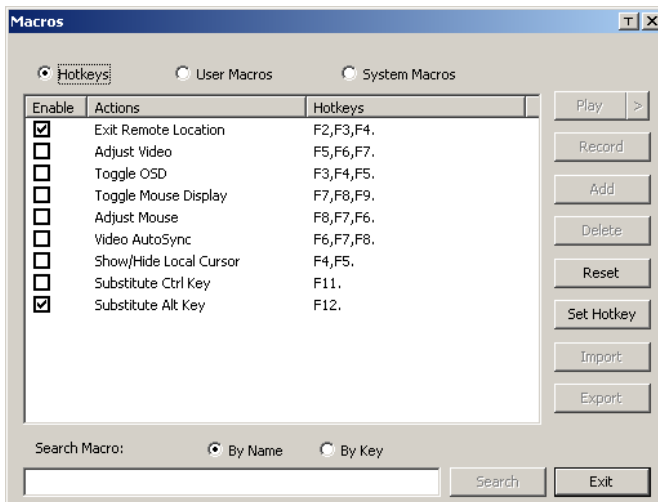 Macros
Hotkeys User Macros System Macros
Enable Actions Hotkeys Play >
Exit Remote Location F2,F3,F4.
Adjust Video F5,F6,F7. Record
Toggle OSD F3,F4,F5.
Toggle Mouse Display F7,F8,F9. Add
Adjust Mouse F8,F7,F6.
Video AutoSync F6,F7,F8. Delete
Show/Hide Local Cursor F4,F5.
Substitute Ctrl Key F11. Reset
Substitute Alt Key F12. Set Hotkey
Import
Export
Search Macro: By Name By Key
Search Exit